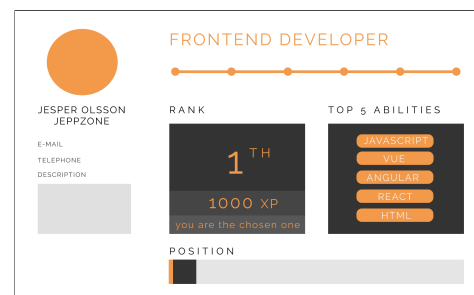 FRONTEND DEVELOPER
JESPER OLSSON
JEPPZONE
E-MAIL
TELEPHONE
DESCRIPTION
RANK
1TH
1000 XP
you are the chosen one
TOP 5 ABILITIES
JAVASCRIPT
VUE
ANGULAR
REACT
HTML
POSITION